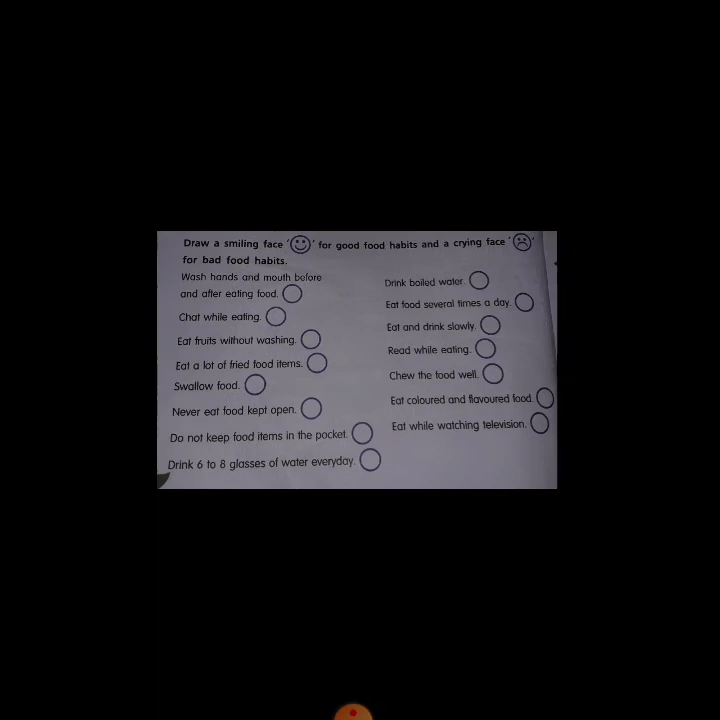 Draw a smiling face ‘☺’ for good food habits and a crying face ‘☹’
for bad food habits.
Wash hands and mouth before
and after eating food.
Chat while eating.
Eat fruits without washing.
Eat a lot of fried food items.
Swallow food.
Never eat food kept open.
Do not keep food items in the pocket.
Drink 6 to 8 glasses of water everyday.
Drink boiled water.
Eat food several times a day.
Eat and drink slowly.
Read while eating.
Chew the food well.
Eat coloured and flavoured food.
Eat while watching television.